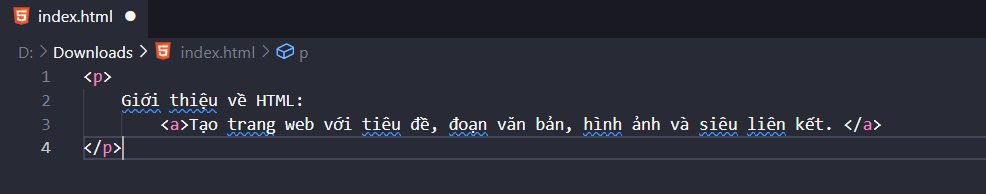 index.html
D: > Downloads > index.html > p
1 <p>
2 Giới thiệu về HTML:
3 <a>Tạo trang web với tiêu đề, đoạn văn bản, hình ảnh và siêu liên kết. </a>
4 </p>